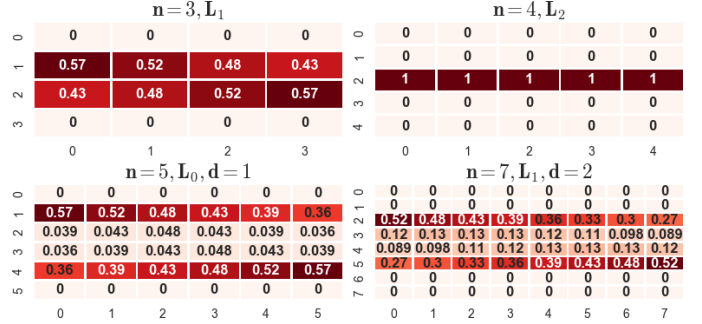 n=3, L1
0 0 0 0 0
1 0.57 0.52 0.48 0.43
2 0.43 0.48 0.52 0.57
3 0 0 0 0
0 1 2 3
n=4, L2
0 0 0 0 0 0
1 0 0 0 0 0
2 1 1 1 1 1
3 0 0 0 0 0
4 0 0 0 0 0
0 1 2 3 4
n=5, L0, d=1
0 0 0 0 0 0 0
1 0.57 0.52 0.48 0.43 0.39 0.36
2 0.039 0.043 0.048 0.043 0.039 0.036
3 0.036 0.039 0.043 0.048 0.043 0.039
4 0.36 0.39 0.43 0.48 0.52 0.57
5 0 0 0 0 0 0
0 1 2 3 4 5
n=7, L1, d=2
0 0 0 0 0 0 0 0 0
1 0 0 0 0 0 0 0 0
2 0.52 0.48 0.43 0.39 0.36 0.33 0.3 0.27
3 0.12 0.13 0.13 0.13 0.12 0.11 0.098 0.089
4 0.089 0.098 0.11 0.12 0.13 0.13 0.13 0.12
5 0.27 0.3 0.33 0.36 0.39 0.43 0.48 0.52
6 0 0 0 0 0 0 0 0
7 0 0 0 0 0 0 0 0
0 1 2 3 4 5 6 7